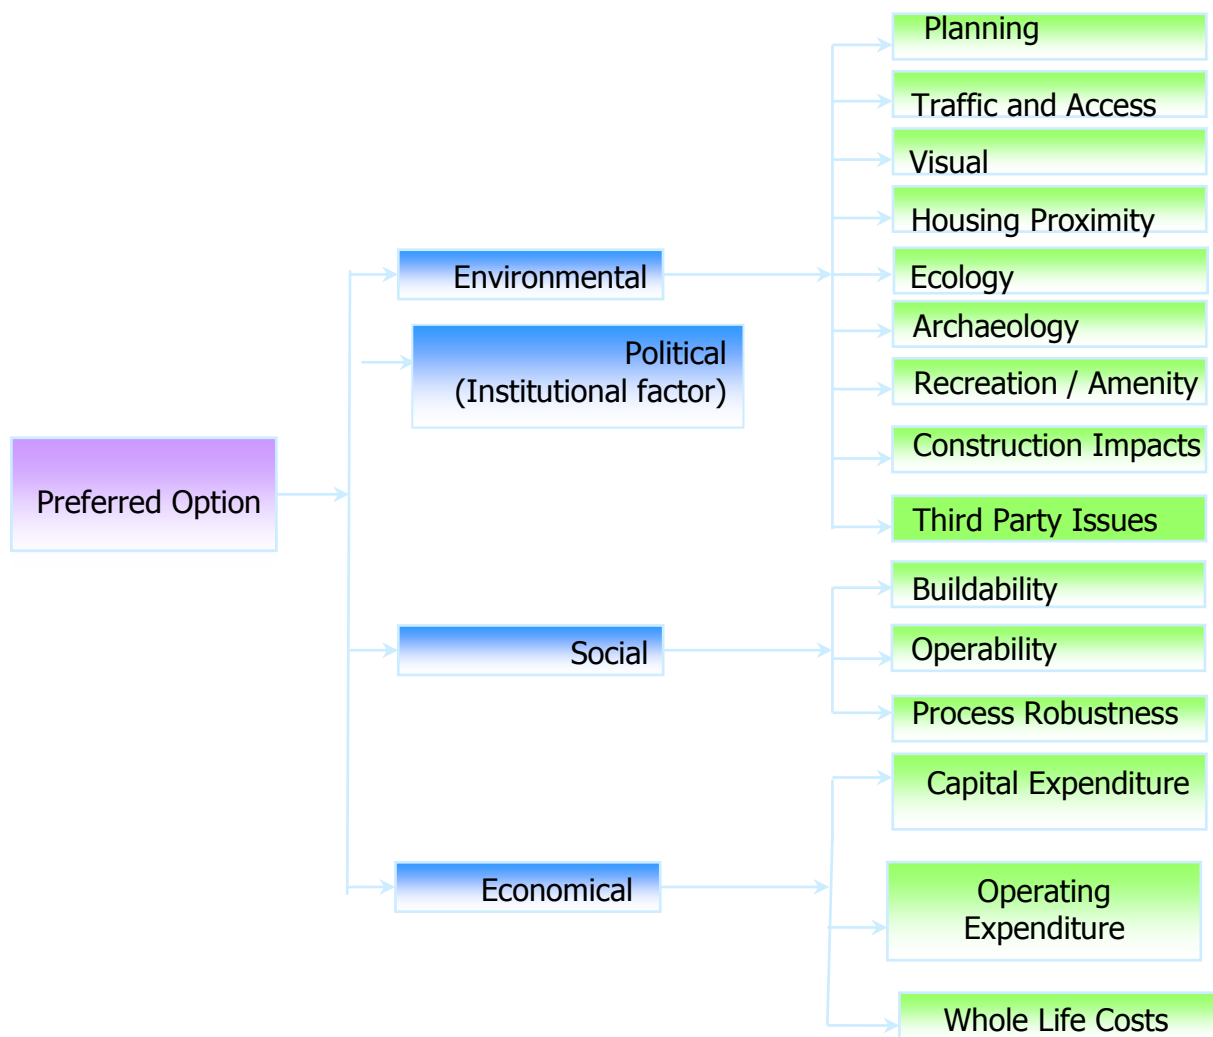 Preferred Option
Environmental
Political
(Institutional factor)
Social
Economical
Planning
Traffic and Access
Visual
Housing Proximity
Ecology
Archaeology
Recreation / Amenity
Construction Impacts
Third Party Issues
Buildability
Operability
Process Robustness
Capital Expenditure
Operating
Expenditure
Whole Life Costs